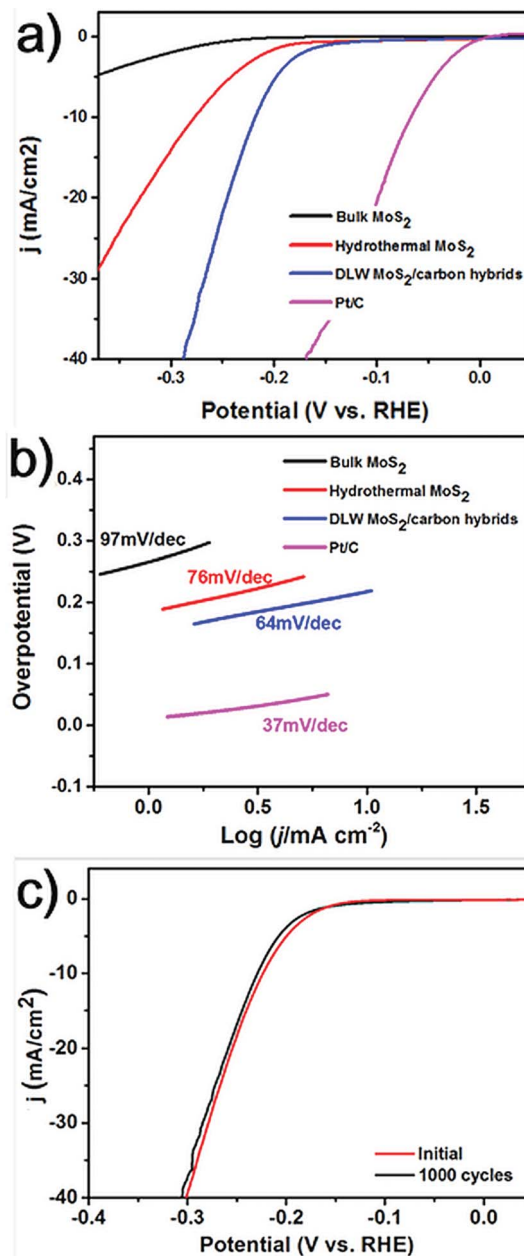 a)
0
-10
-20
-30
-40
j (mA/cm2)
Bulk MoS₂
Hydrothermal MoS₂
DLW MoS₂/carbon hybrids
Pt/C
-0.3 -0.2 -0.1 0.0
Potential (V vs. RHE)
b)
0.4
0.3
0.2
0.1
0.0
-0.1
Overpotential (V)
Bulk MoS₂
Hydrothermal MoS₂
DLW MoS₂/carbon hybrids
Pt/C
97mV/dec
76mV/dec
64mV/dec
37mV/dec
0.0 0.5 1.0 1.5
Log (j/mA cm⁻²)
c)
0
-10
-20
-30
-40
j (mA/cm²)
Initial
1000 cycles
-0.4 -0.3 -0.2 -0.1 0.0
Potential (V vs. RHE)